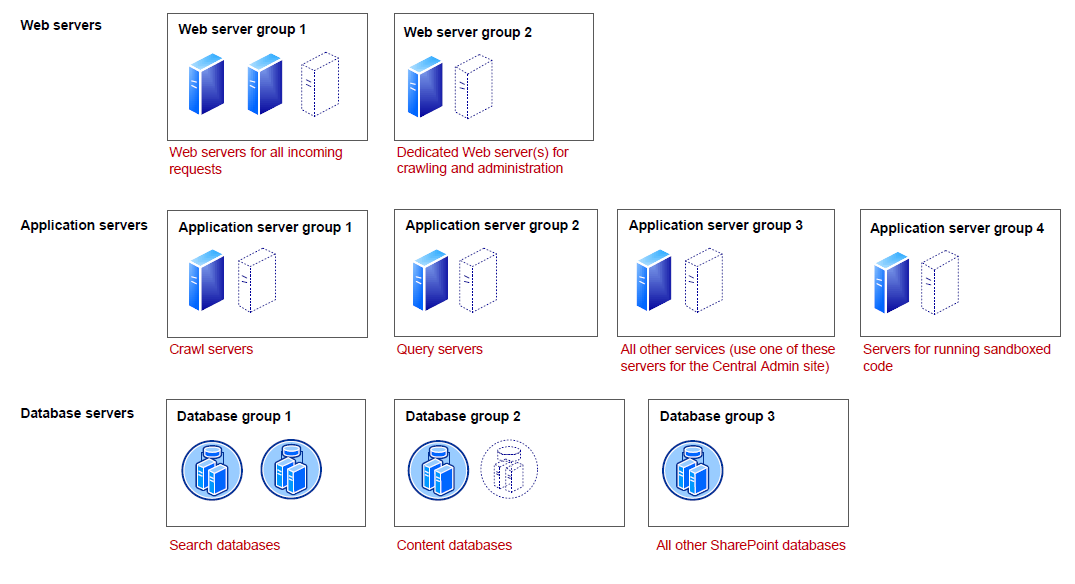 Web servers
Web server group 1
Web server group 2
Web servers for all incoming
requests
Dedicated Web server(s) for
crawling and administration
Application servers
Application server group 1
Application server group 2
Application server group 3
Application server group 4
Crawl servers
Query servers
All other services (use one of these
servers for the Central Admin site)
Servers for running sandboxed
code
Database servers
Database group 1
Database group 2
Database group 3
Search databases
Content databases
All other SharePoint databases